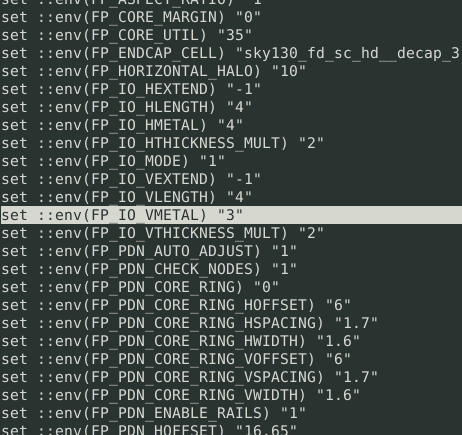 set ::env(FP_ASPECT_RATIO) "1"
set ::env(FP_CORE_MARGIN) "0"
set ::env(FP_CORE_UTIL) "35"
set ::env(FP_ENDCAP_CELL) "sky130_fd_sc_hd__decap_3
set ::env(FP_HORIZONTAL_HALO) "10"
set ::env(FP_IO_HEXTEND) "-1"
set ::env(FP_IO_HLENGTH) "4"
set ::env(FP_IO_HMETAL) "4"
set ::env(FP_IO_HTHICKNESS_MULT) "2"
set ::env(FP_IO_MODE) "1"
set ::env(FP_IO_VEXTEND) "-1"
set ::env(FP_IO_VLENGTH) "4"
set ::env(FP_IO_VMETAL) "3"
set ::env(FP_IO_VTHICKNESS_MULT) "2"
set ::env(FP_PDN_AUTO_ADJUST) "1"
set ::env(FP_PDN_CHECK_NODES) "1"
set ::env(FP_PDN_CORE_RING) "0"
set ::env(FP_PDN_CORE_RING_HOFFSET) "6"
set ::env(FP_PDN_CORE_RING_HSPACING) "1.7"
set ::env(FP_PDN_CORE_RING_HWIDTH) "1.6"
set ::env(FP_PDN_CORE_RING_VOFFSET) "6"
set ::env(FP_PDN_CORE_RING_VSPACING) "1.7"
set ::env(FP_PDN_CORE_RING_VWIDTH) "1.6"
set ::env(FP_PDN_ENABLE_RAILS) "1"
set ::env(FP_PDN_HOFFSET) "16.65"